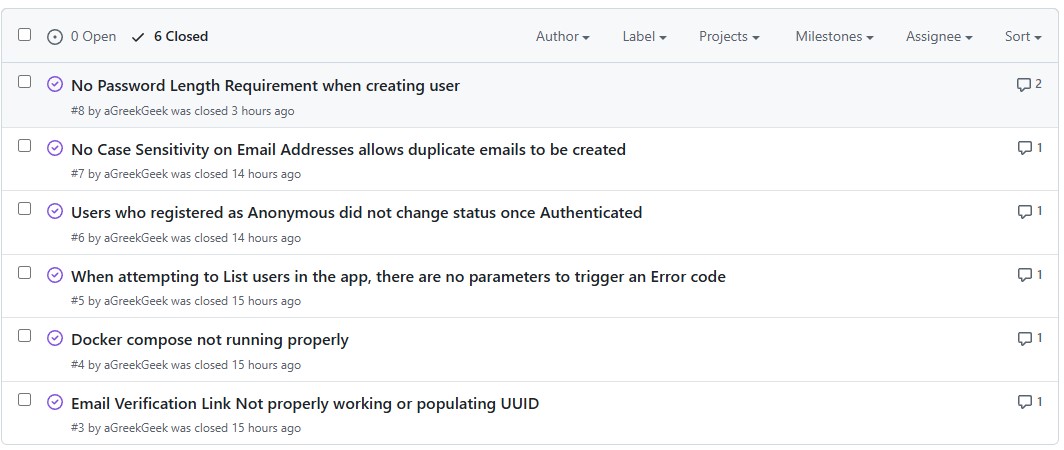 0 Open 6 Closed Author Label Projects Milestones Assignee Sort
No Password Length Requirement when creating user 2
#8 by aGreekGeek was closed 3 hours ago
No Case Sensitivity on Email Addresses allows duplicate emails to be created 1
#7 by aGreekGeek was closed 14 hours ago
Users who registered as Anonymous did not change status once Authenticated 1
#6 by aGreekGeek was closed 14 hours ago
When attempting to List users in the app, there are no parameters to trigger an Error code 1
#5 by aGreekGeek was closed 15 hours ago
Docker compose not running properly 1
#4 by aGreekGeek was closed 15 hours ago
Email Verification Link Not properly working or populating UUID 1
#3 by aGreekGeek was closed 15 hours ago